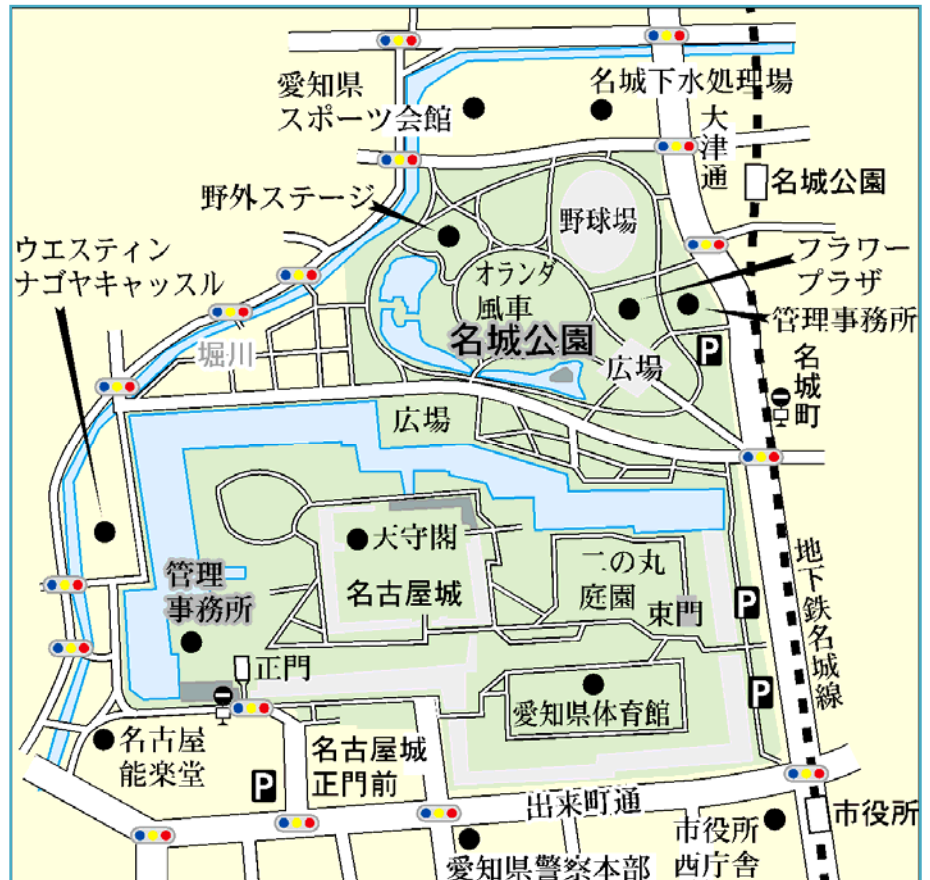 愛知県
スポーツ会館
名城下水処理場
大津通
名城公園
野外ステージ
野球場
ウエスティン
ナゴヤキャッスル
フラワー
プラザ
オランダ
風車
管理事務所
名城公園
堀川
広場
P
名城町
広場
天守閣
名古屋城
二の丸
庭園
東門
管理
事務所
P
地下鉄名城線
正門
P
愛知県体育館
名古屋
能楽堂
名古屋城
正門前
P
出来町通
市役所
市役所
西庁舎
愛知県警察本部